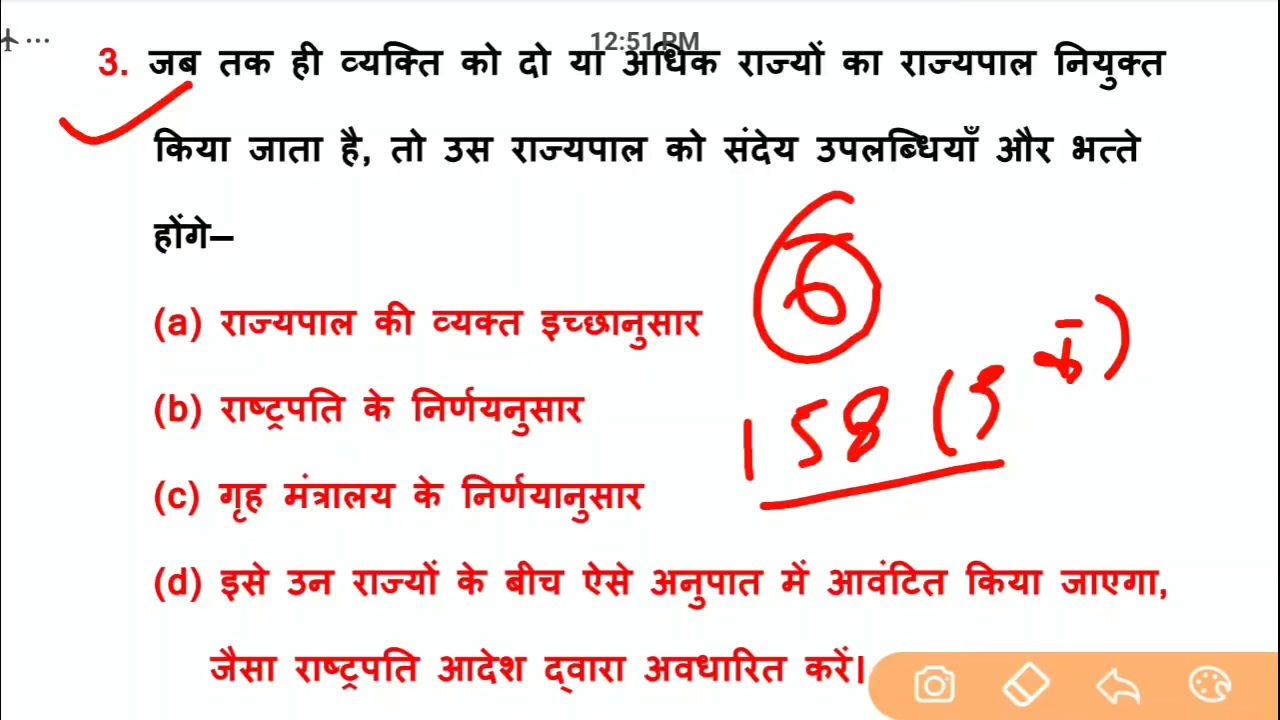 12:51 PM
3. जब तक ही व्यक्ति को दो या अधिक राज्यों का राज्यपाल नियुक्त
किया जाता है, तो उस राज्यपाल को संदेय उपलब्धियाँ और भत्ते
होंगे–
6
(a) राज्यपाल की व्यक्त इच्छानुसार
158 (3
(b) राष्ट्रपति के निर्णयनुसार
(c) गृह मंत्रालय के निर्णयानुसार
(d) इसे उन राज्यों के बीच ऐसे अनुपात में आवंटित किया जाएगा,
जैसा राष्ट्रपति आदेश द्वारा अवधारित करें।